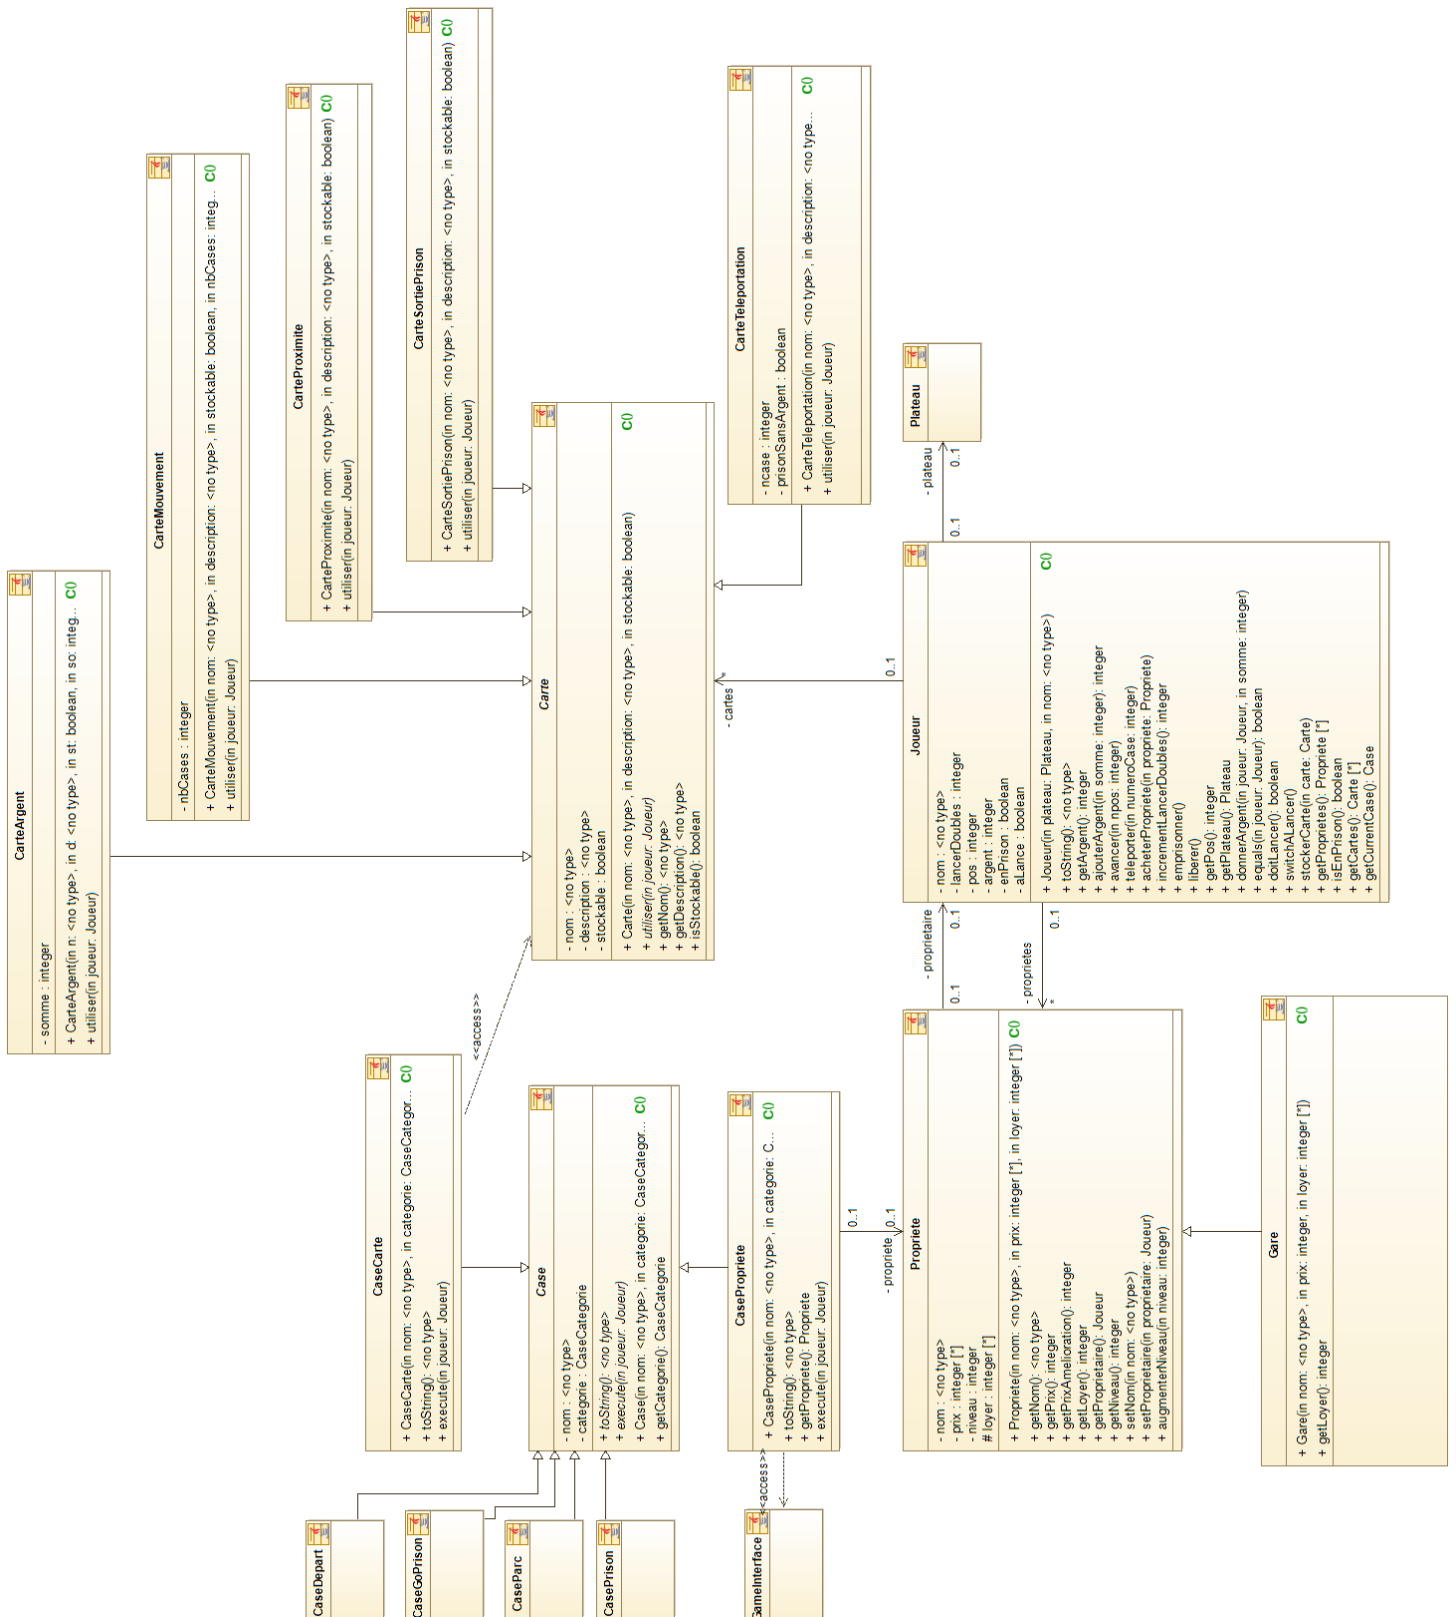 CarteArgent
- somme : integer
+ CarteArgent(in n: <no type>, in d: <no type>, in st: boolean, in so: integ... C()
+ utiliser(in joueur: Joueur)
CarteMouvement
- nbCases : integer
+ CarteMouvement(in nom: <no type>, in description: <no type>, in stockable: boolean, in nbCases: integ... C()
+ utiliser(in joueur: Joueur)
CarteProximite
+ CarteProximite(in nom: <no type>, in description: <no type>, in stockable: boolean) C()
+ utiliser(in joueur: Joueur)
CarteSortiePrison
+ CarteSortiePrison(in nom: <no type>, in description: <no type>, in stockable: boolean) C()
+ utiliser(in joueur: Joueur)
CarteTeleportation
- ncase : integer
- prisonSansArgent : boolean
+ CarteTeleportation(in nom: <no type>, in description: <no type... C()
+ utiliser(in joueur: Joueur)
Carte
- nom : <no type>
- description : <no type>
- stockable : boolean
+ Carte(in nom: <no type>, in description: <no type>, in stockable: boolean) C()
+ utiliser(in joueur: Joueur)
+ getNom(): <no type>
+ getDescription(): <no type>
+ isStockable(): boolean
<<access>>
- cartes
*
0..1
Plateau
- plateau
0..1
0..1
Joueur
- nom : <no type>
- lancerDoubles : integer
- pos : integer
- argent : integer
- enPrison : boolean
- aLance : boolean
+ Joueur(in plateau: Plateau, in nom: <no type>) C()
+ toString(): <no type>
+ getArgent(): integer
+ ajouterArgent(in somme: integer): integer
+ avancer(in npos: integer)
+ teleporter(in numeroCase: integer)
+ acheterPropriete(in propriete: Propriete)
+ incrementLancerDoubles(): integer
+ emprisonner()
+ liberer()
+ getPos(): integer
+ getPlateau(): Plateau
+ donnerArgent(in joueur: Joueur, in somme: integer)
+ equals(in joueur: Joueur): boolean
+ doitLancer(): boolean
+ switchALancer()
+ stockerCarte(in carte: Carte)
+ getProprietes(): Propriete [*]
+ isEnPrison(): boolean
+ getCartes(): Carte [*]
+ getCurrentCase(): Case
- proprietaire
0..1
0..1
- proprietes
0..1
*
CaseCarte
+ CaseCarte(in nom: <no type>, in categorie: CaseCategor... C()
+ toString(): <no type>
+ execute(in joueur: Joueur)
Case
- nom : <no type>
- categorie : CaseCategorie
+ toString(): <no type>
+ execute(in joueur: Joueur)
+ Case(in nom: <no type>, in categorie: CaseCategor... C()
+ getCategorie(): CaseCategorie
CasePropriete
+ CasePropriete(in nom: <no type>, in categorie: C... C()
+ toString(): <no type>
+ getPropriete(): Propriete
+ execute(in joueur: Joueur)
0..1
- propriete
0..1
Propriete
- nom : <no type>
- prix : integer [*]
- niveau : integer
# loyer : integer [*]
+ Propriete(in nom: <no type>, in prix: integer [*], in loyer: integer [*]) C()
+ getNom(): <no type>
+ getPrix(): integer
+ getPrixAmelioration(): integer
+ getLoyer(): integer
+ getProprietaire(): Joueur
+ getNiveau(): integer
+ setNom(in nom: <no type>)
+ setProprietaire(in proprietaire: Joueur)
+ augmenterNiveau(in niveau: integer)
Gare
+ Gare(in nom: <no type>, in prix: integer, in loyer: integer [*]) C()
+ getLoyer(): integer
CaseDepart
CaseGoPrison
CaseParc
CasePrison
<<access>>
GameInterface